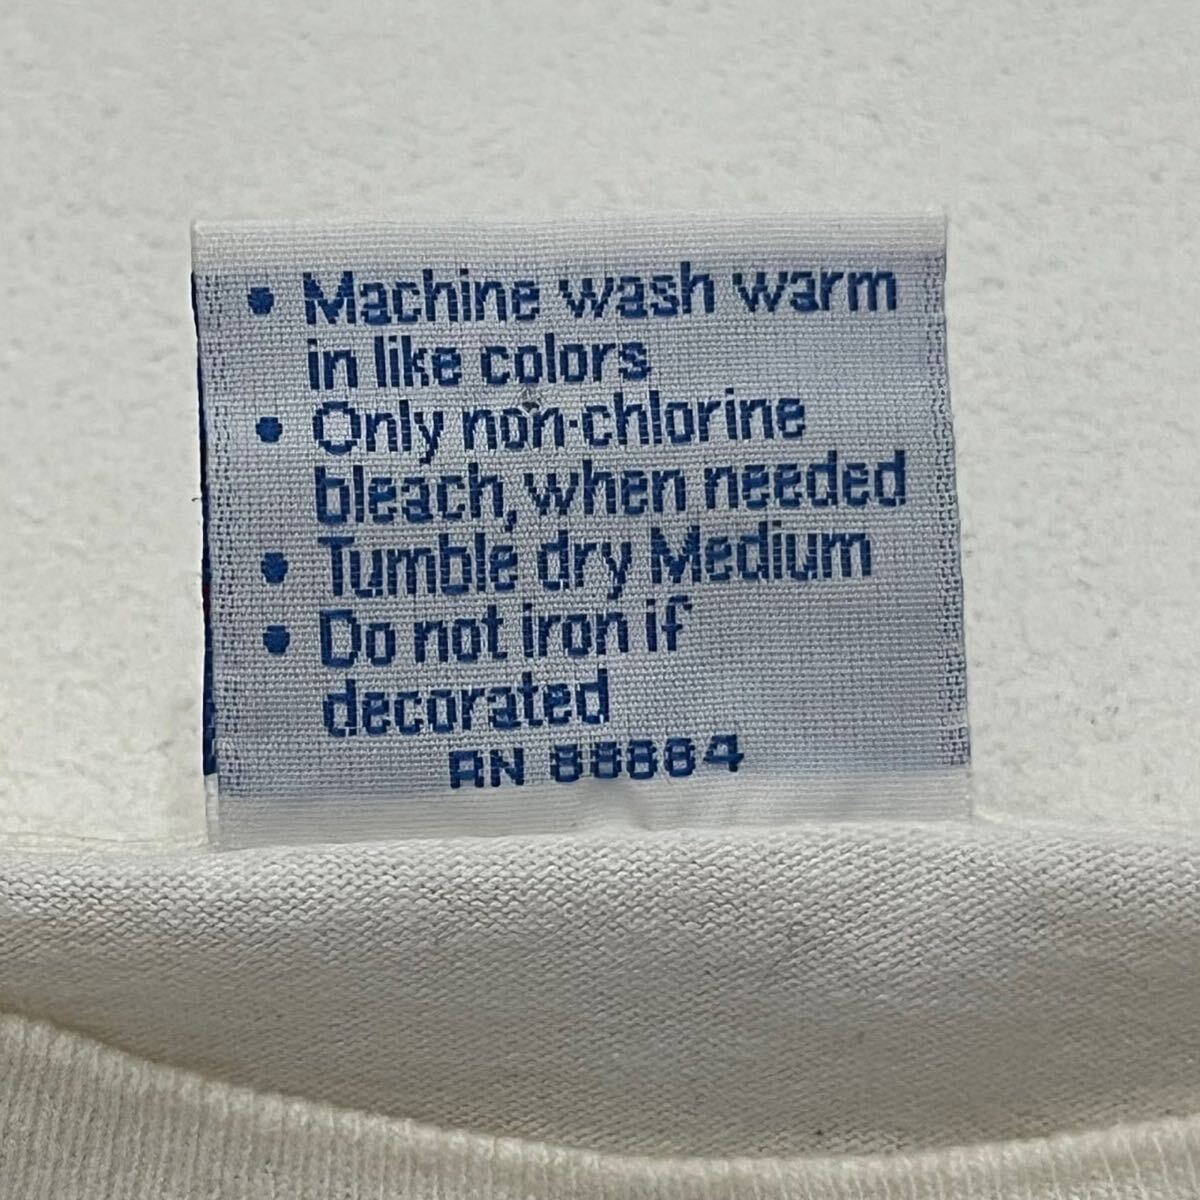 • Machine wash warm
in like colors
• Only non-chlorine
bleach, when needed
• Tumble dry Medium
• Do not iron if
decorated
RN 88884